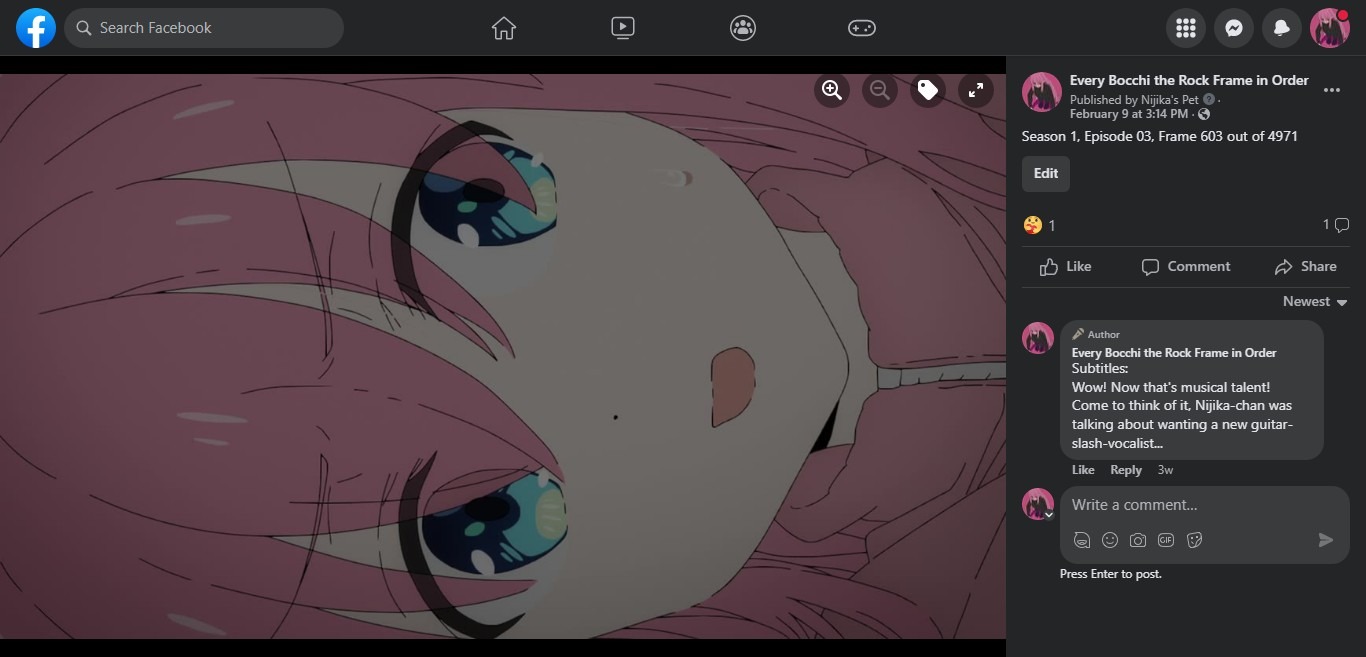 Search Facebook
Every Bocchi the Rock Frame in Order
Published by Nijika's Pet ·
February 9 at 3:14 PM ·
Season 1, Episode 03, Frame 603 out of 4971
Edit
1
1
Like
Comment
Share
Newest
Author
Every Bocchi the Rock Frame in Order
Subtitles:
Wow! Now that's musical talent!
Come to think of it, Nijika-chan was
talking about wanting a new guitar-
slash-vocalist...
Like
Reply
3w
Write a comment...
GIF
Press Enter to post.